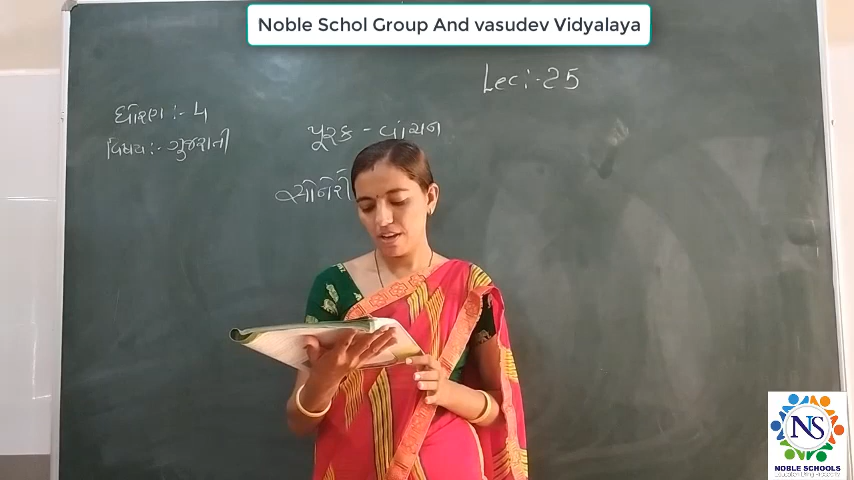 Noble Schol Group And vasudev Vidyalaya
Lec:-25
ધોરણ :- 4
વિષય :- ગુજરાતી
પૂરક - વાંચન
સોનેરી
NS
NOBLE SCHOOLS